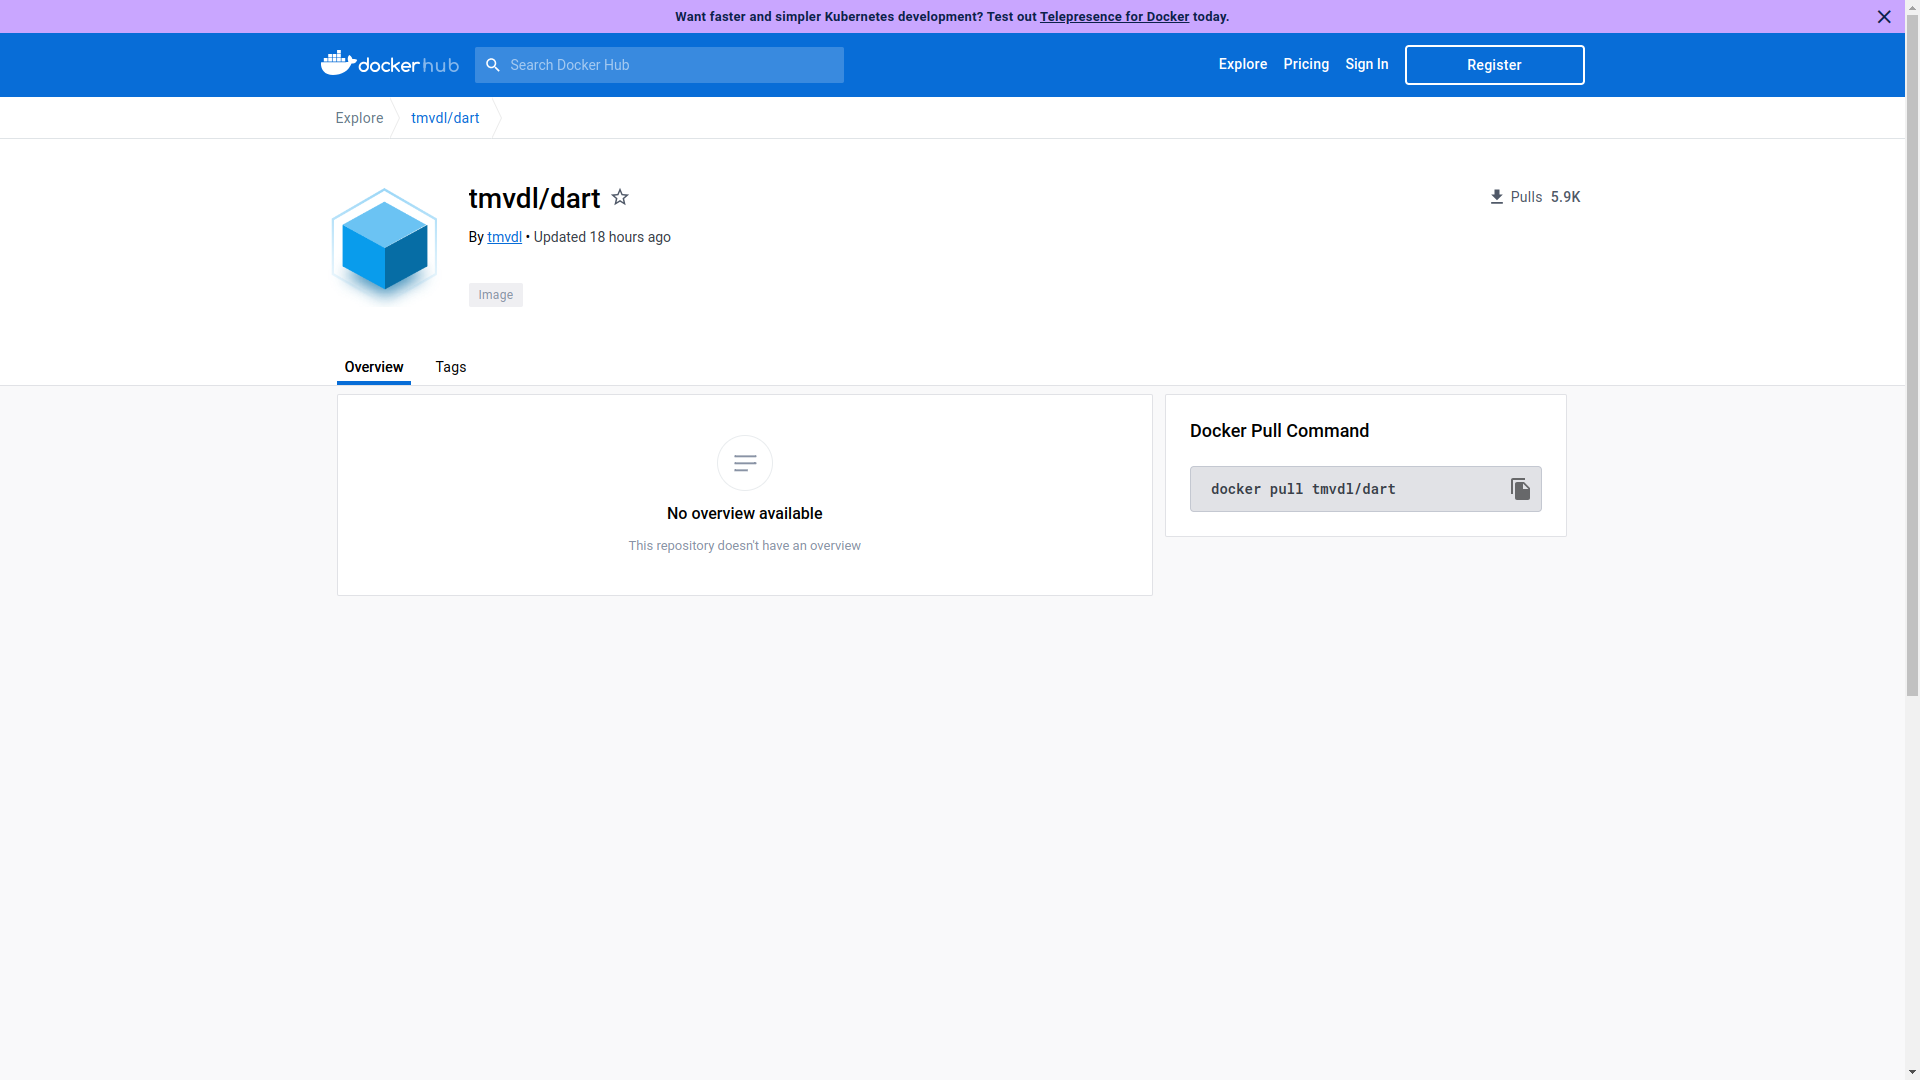 Want faster and simpler Kubernetes development? Test out Telepresence for Docker today.
docker hub
Search Docker Hub
Explore
Pricing
Sign In
Register
Explore
tmvdl/dart
tmvdl/dart
Pulls 5.9K
By tmvdl • Updated 18 hours ago
Image
Overview
Tags
No overview available
This repository doesn't have an overview
Docker Pull Command
docker pull tmvdl/dart